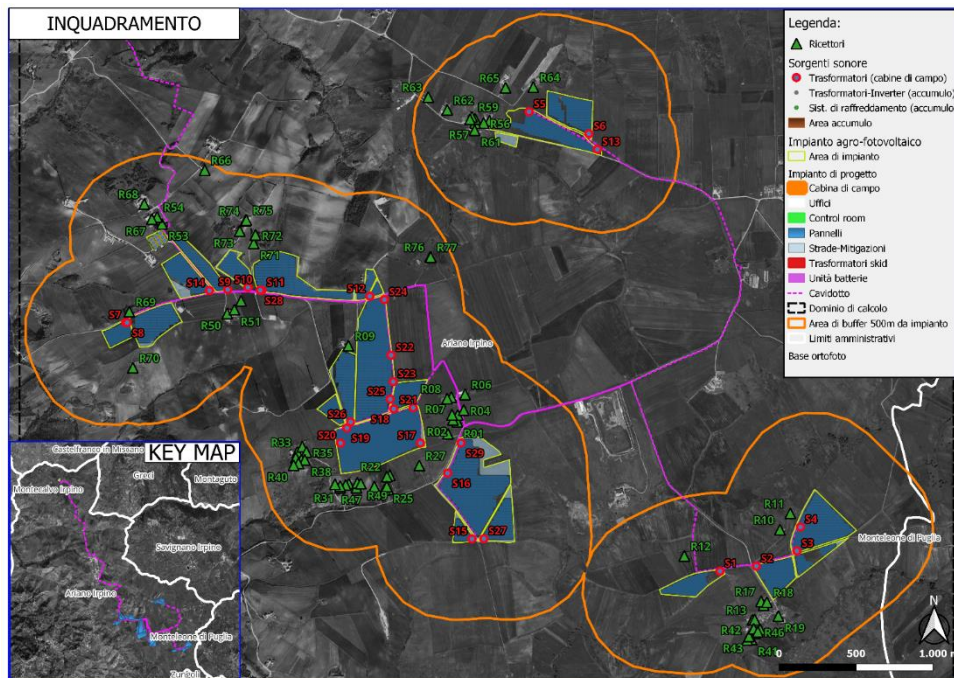 INQUADRAMENTO
Legenda:
Ricettori
Sorgenti sonore
Trasformatori (cabine di campo)
Trasformatori-Inverter (accumulo)
Sist. di raffreddamento (accumulo
Area accumulo
Impianto agro-fotovoltaico
Area di impianto
Impianto di progetto
Cabina di campo
Uffici
Control room
Pannelli
Strade-Mitigazioni
Trasformatori skid
Unità batterie
Cavidotto
Dominio di calcolo
Area di buffer 500m da impianto
Limiti amministrativi
Base ortofoto
R65
R64
R63
R62
R59
S5
R56
R57
R61
S6
S13
R66
R68
R54
R67
R53
R74
R75
R73
R72
R71
R76
R77
S14
S9
S10
S11
S28
S12
S24
R69
S7
S8
R50
R51
R70
R09
Ariano Irpino
S22
S23
S25
R08
R06
S21
R07
R04
S26
S18
S20
S19
S17
R02
R01
R33
R35
R40
R38
R27
S29
R22
S16
R31
R47
R49
R25
S15
S27
R11
R10
S4
S3
Monteleone di Puglia
R12
S1
S2
R17
R18
R13
R19
R42
R46
R43
R41
N
0
500
1.000 m
KEY MAP
Castelfranco in Miscano
Greci
Montaguto
Montecalvo Irpino
Savignano Irpino
Ariano Irpino
Monteleone di Puglia
Zungoli